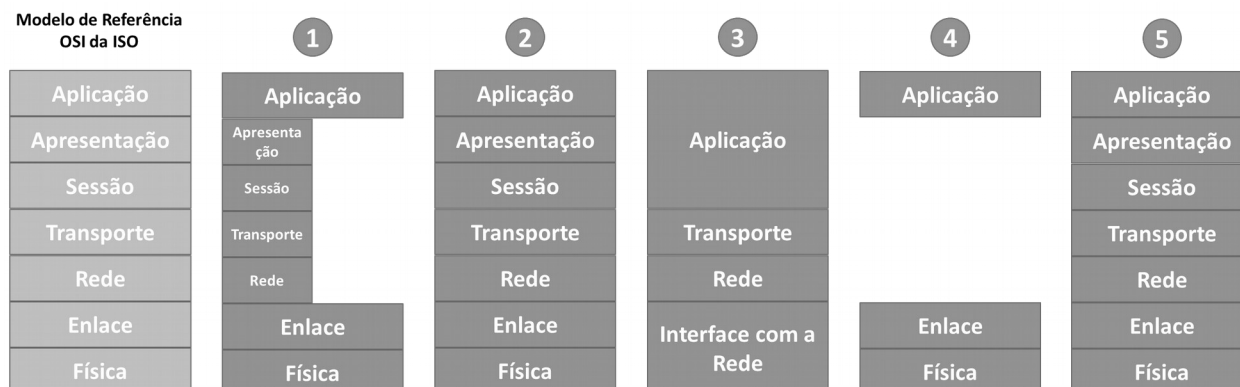 Modelo de Referência
OSI da ISO
1
2
3
4
5
Aplicação
Apresentação
Sessão
Transporte
Rede
Enlace
Física
Aplicação
Apresenta
ção
Sessão
Transporte
Rede
Enlace
Física
Aplicação
Apresentação
Sessão
Transporte
Rede
Enlace
Física
Aplicação
Transporte
Rede
Interface com a
Rede
Aplicação
Enlace
Física
Aplicação
Apresentação
Sessão
Transporte
Rede
Enlace
Física